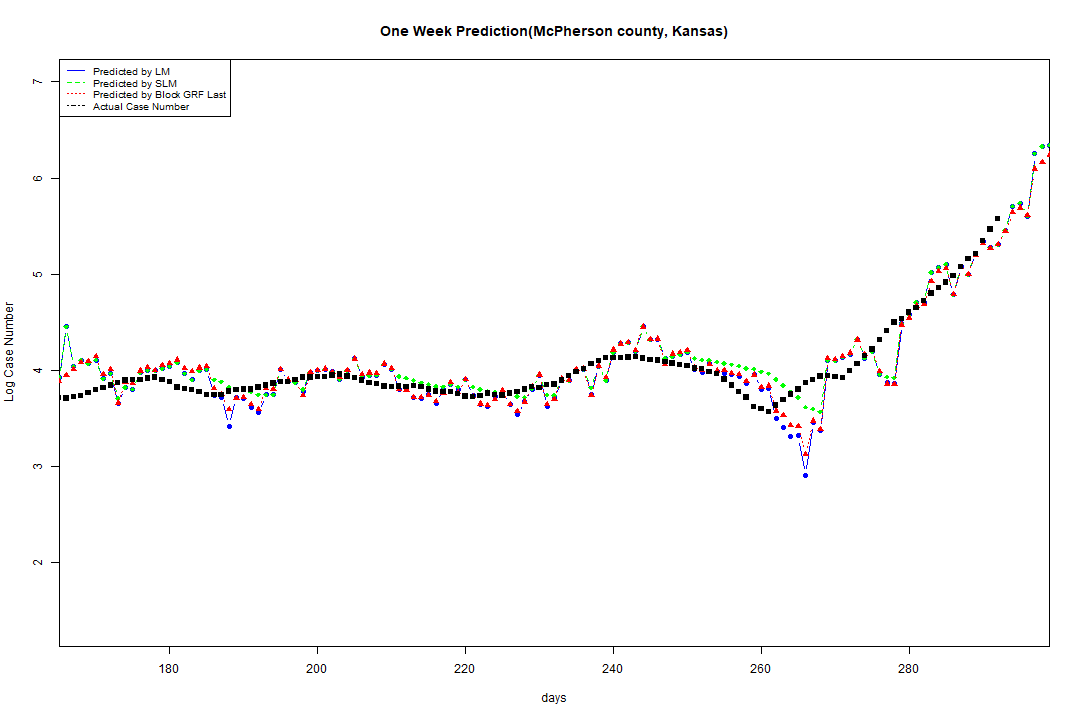 One Week Prediction(McPherson county, Kansas)
Predicted by LM
Predicted by SLM
Predicted by Block GRF Last
Actual Case Number
7
6
5
4
3
2
Log Case Number
180 200 220 240 260 280
days